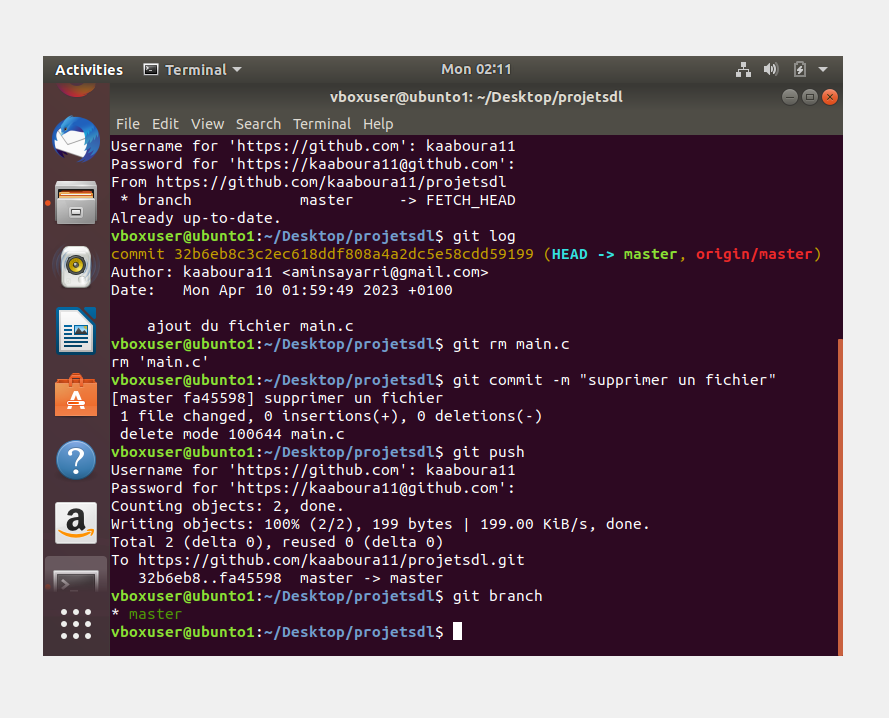 Activities Terminal Mon 02:11
vboxuser@ubunto1: ~/Desktop/projetsdl
File Edit View Search Terminal Help
Username for 'https://github.com': kaaboura11
Password for 'https://kaaboura11@github.com':
From https://github.com/kaaboura11/projetsdl
 * branch            master     -> FETCH_HEAD
Already up-to-date.
vboxuser@ubunto1:~/Desktop/projetsdl$ git log
commit 32b6eb8c3c2ec618ddf808a4a2dc5e58cdd59199 (HEAD -> master, origin/master)
Author: kaaboura11 <aminsayarri@gmail.com>
Date:   Mon Apr 10 01:59:49 2023 +0100
    ajout du fichier main.c
vboxuser@ubunto1:~/Desktop/projetsdl$ git rm main.c
rm 'main.c'
vboxuser@ubunto1:~/Desktop/projetsdl$ git commit -m "supprimer un fichier"
[master fa45598] supprimer un fichier
 1 file changed, 0 insertions(+), 0 deletions(-)
 delete mode 100644 main.c
vboxuser@ubunto1:~/Desktop/projetsdl$ git push
Username for 'https://github.com': kaaboura11
Password for 'https://kaaboura11@github.com':
Counting objects: 2, done.
Writing objects: 100% (2/2), 199 bytes | 199.00 KiB/s, done.
Total 2 (delta 0), reused 0 (delta 0)
To https://github.com/kaaboura11/projetsdl.git
   32b6eb8..fa45598  master -> master
vboxuser@ubunto1:~/Desktop/projetsdl$ git branch
* master
vboxuser@ubunto1:~/Desktop/projetsdl$